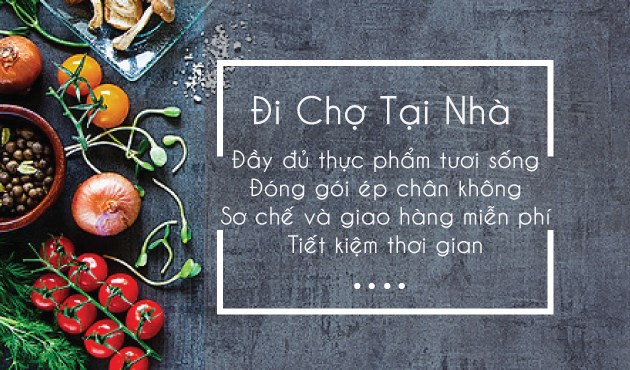 Đi Chợ Tại Nhà
Đầy đủ thực phẩm tươi sống
Đóng gói ép chân không
Sơ chế và giao hàng miễn phí
Tiết kiệm thơi gian
....